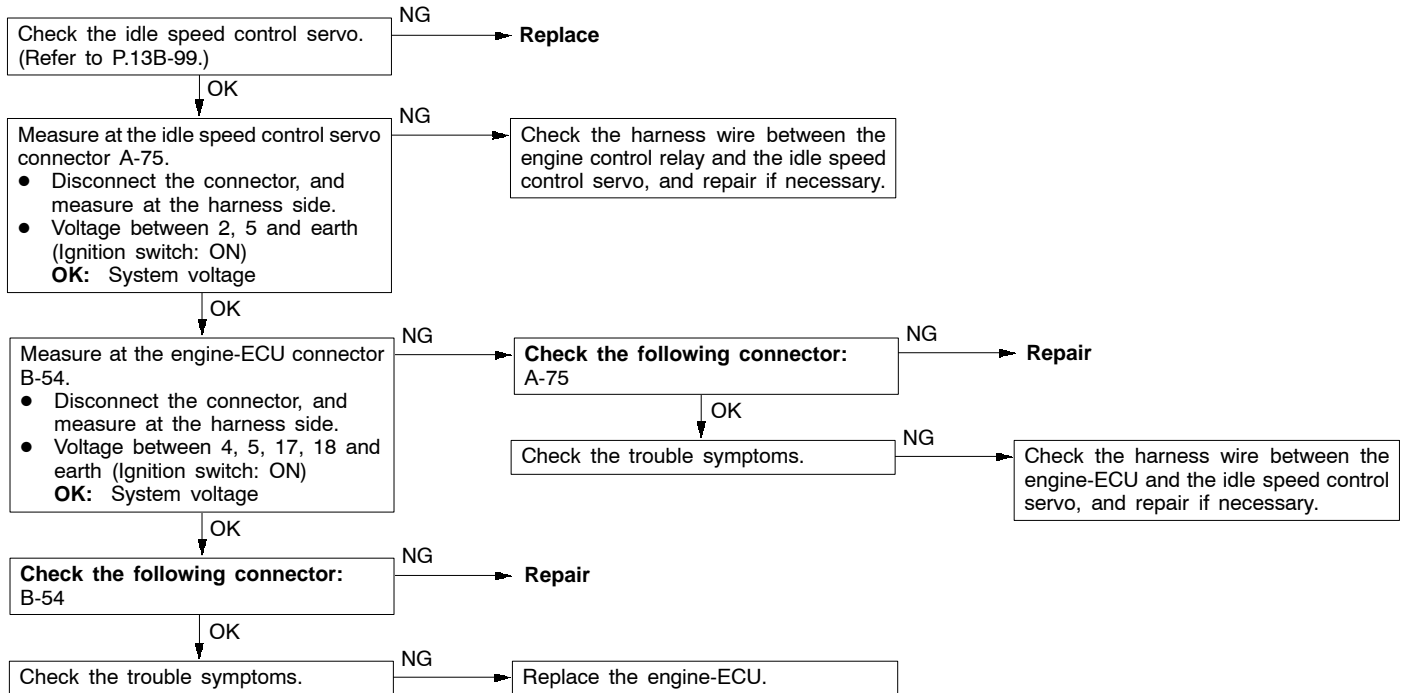 Check the idle speed control servo.
(Refer to P.13B-99.)
NG
Replace
OK
Measure at the idle speed control servo
connector A-75.
● Disconnect the connector, and
measure at the harness side.
● Voltage between 2, 5 and earth
(Ignition switch: ON)
OK: System voltage
NG
Check the harness wire between the
engine control relay and the idle speed
control servo, and repair if necessary.
OK
Measure at the engine-ECU connector
B-54.
● Disconnect the connector, and
measure at the harness side.
● Voltage between 4, 5, 17, 18 and
earth (Ignition switch: ON)
OK: System voltage
NG
Check the following connector:
A-75
NG
Repair
OK
Check the trouble symptoms.
NG
Check the harness wire between the
engine-ECU and the idle speed control
servo, and repair if necessary.
OK
Check the following connector:
B-54
NG
Repair
OK
Check the trouble symptoms.
NG
Replace the engine-ECU.